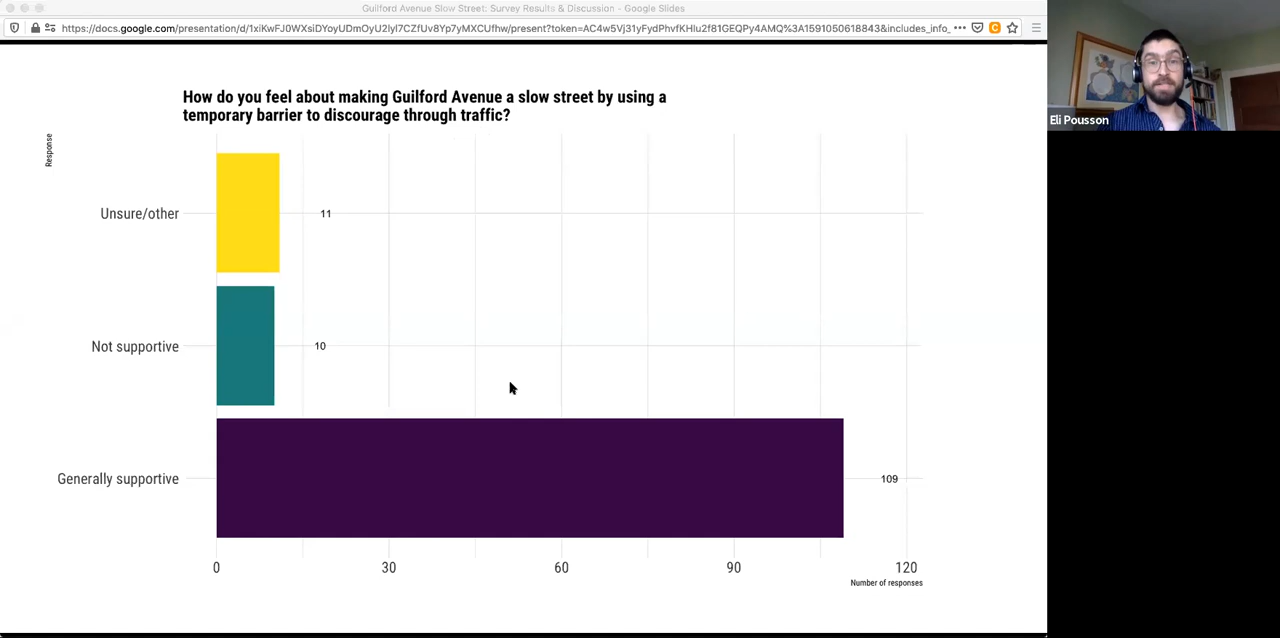 Guilford Avenue Slow Street: Survey Results & Discussion - Google Slides
https://docs.google.com/presentation/d/1xiKwFJ0WXsiDYoyUDmOyU2lyl7CZfUv8Yp7yMXCUfhw/present?token=AC4w5Vj31yFydPhvfKHIu2f81GEQPy4AMQ%3A1591050618843&includes_info_
Eli Pousson
How do you feel about making Guilford Avenue a slow street by using a
temporary barrier to discourage through traffic?
Response
Unsure/other
11
Not supportive
10
Generally supportive
109
0 30 60 90 120
Number of responses